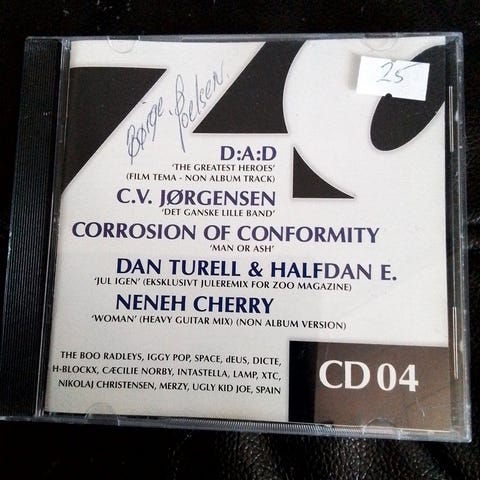 ZOO
25
Børge Poelsen.
D:A:D
'THE GREATEST HEROES'
(FILM TEMA - NON ALBUM TRACK)
C.V. JØRGENSEN
'DET GANSKE LILLE BAND'
CORROSION OF CONFORMITY
'MAN OR ASH'
DAN TURELL & HALFDAN E.
'JUL IGEN' (EKSKLUSIVT JULEREMIX FOR ZOO MAGAZINE)
NENEH CHERRY
'WOMAN' (HEAVY GUITAR MIX) (NON ALBUM VERSION)
THE BOO RADLEYS, IGGY POP, SPACE, dEUS, DICTE,
H-BLOCKX, CÆCILIE NORBY, INTASTELLA, LAMP, XTC,
NIKOLAJ CHRISTENSEN, MERZY, UGLY KID JOE, SPAIN
CD 04